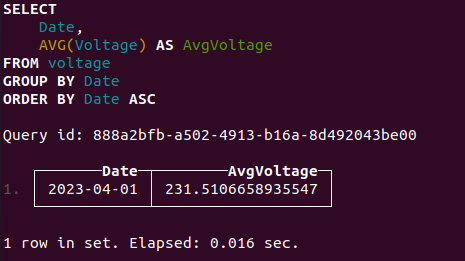 SELECT
    Date,
    AVG(Voltage) AS AvgVoltage
FROM voltage
GROUP BY Date
ORDER BY Date ASC
Query id: 888a2bfb-a502-4913-b16a-8d492043be00
Date AvgVoltage
1. 2023-04-01 231.5106658935547
1 row in set. Elapsed: 0.016 sec.